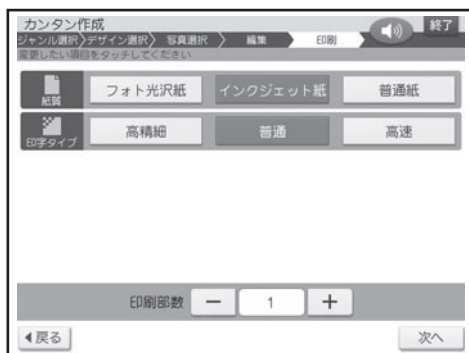 カンタン作成
終了
ジャンル選択〉デザイン選択〉 写真選択 〉 編集 〉 印刷
変更したい項目をタッチしてください
紙質 フォト光沢紙 インクジェット紙 普通紙
印字タイプ 高精細 普通 高速
印刷部数 － 1 ＋
◀戻る 次へ